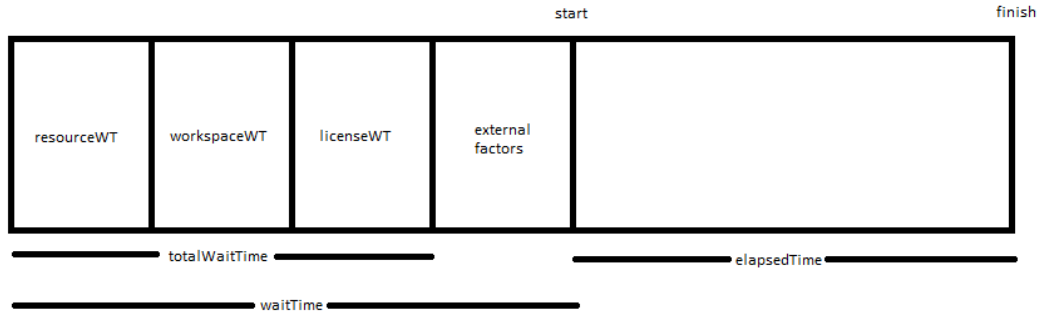 start
finish
resourceWT
workspaceWT
licenseWT
external
factors
totalWaitTime
elapsedTime
waitTime